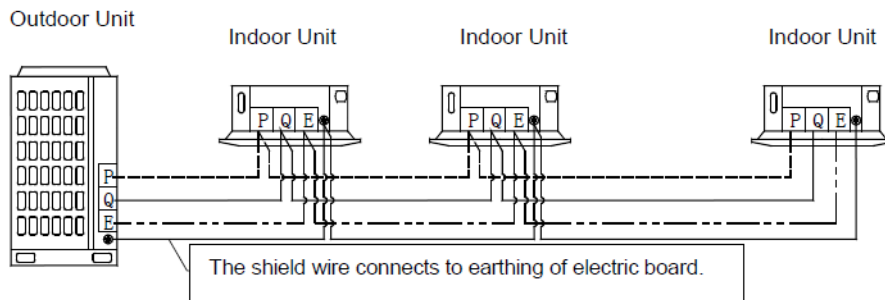 Outdoor Unit
Indoor Unit
Indoor Unit
Indoor Unit
P Q E
P Q E
P Q E
P
Q
E
The shield wire connects to earthing of electric board.